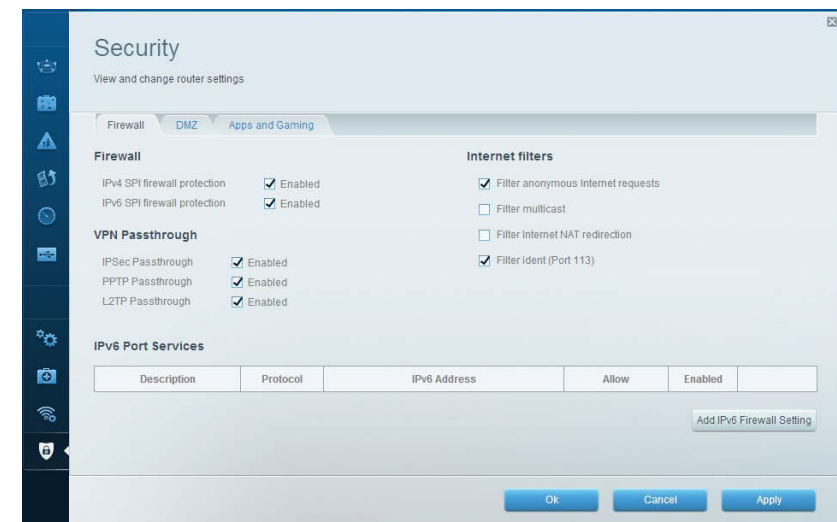 Security
View and change router settings
Firewall DMZ Apps and Gaming
Firewall
IPv4 SPI firewall protection Enabled
IPv6 SPI firewall protection Enabled
VPN Passthrough
IPSec Passthrough Enabled
PPTP Passthrough Enabled
L2TP Passthrough Enabled
Internet filters
Filter anonymous Internet requests
Filter multicast
Filter Internet NAT redirection
Filter ident (Port 113)
IPv6 Port Services
Description Protocol IPv6 Address Allow Enabled
Add IPv6 Firewall Setting
Ok Cancel Apply